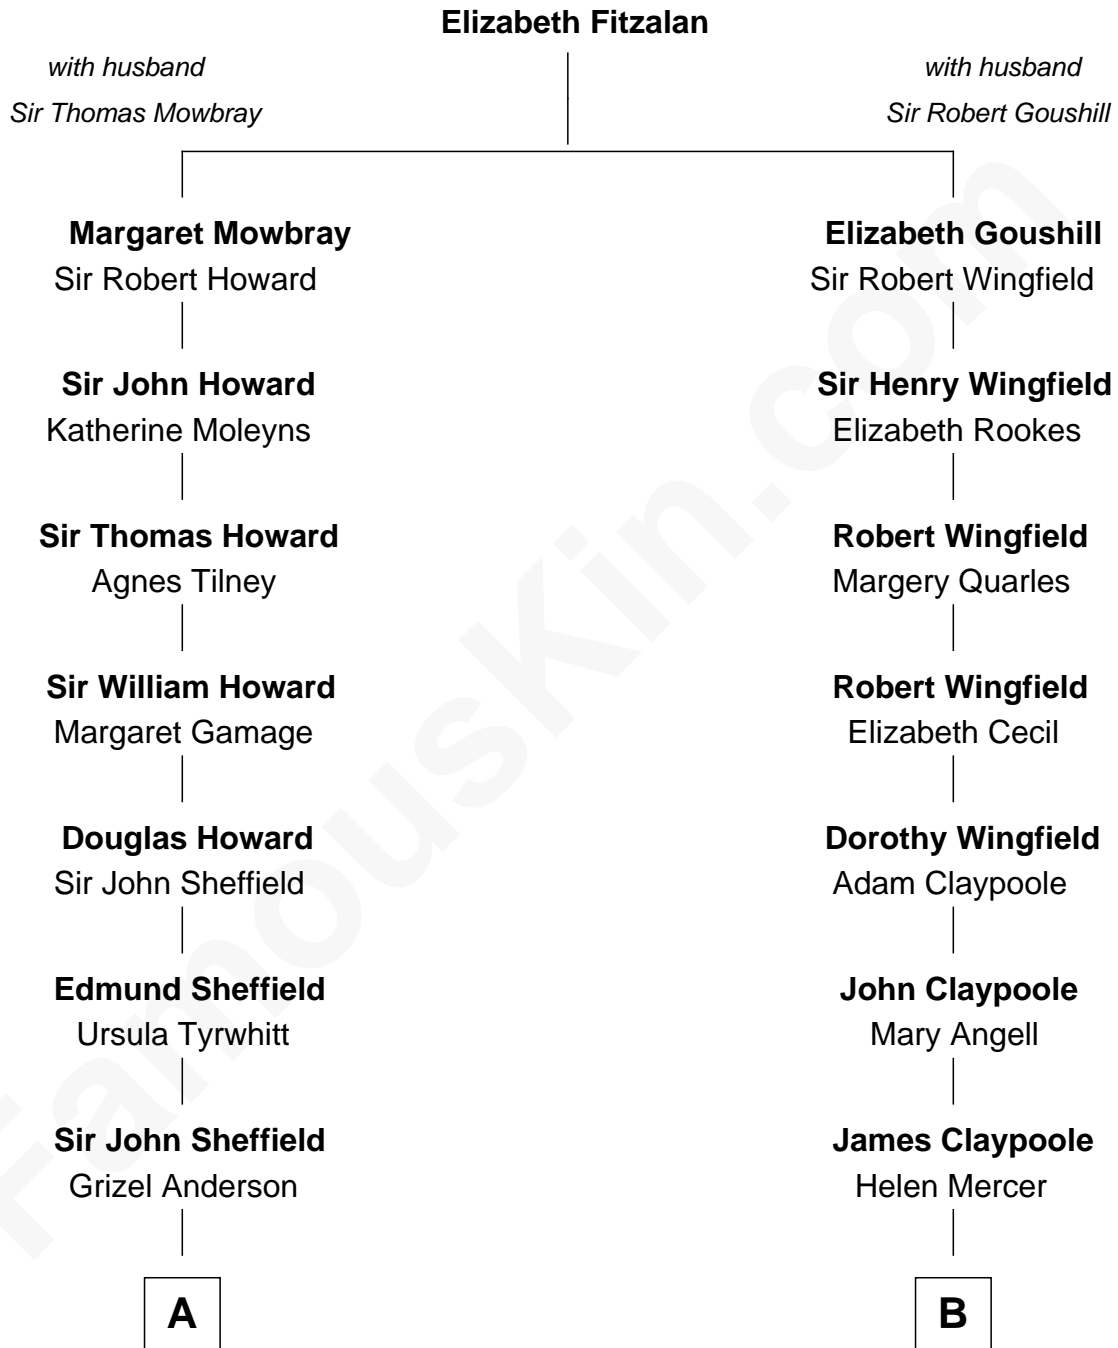 Elizabeth Fitzalan
with husband
Sir Thomas Mowbray
with husband
Sir Robert Goushill
Margaret Mowbray
Sir Robert Howard
Elizabeth Goushill
Sir Robert Wingfield
Sir John Howard
Katherine Moleyns
Sir Henry Wingfield
Elizabeth Rookes
Sir Thomas Howard
Agnes Tilney
Robert Wingfield
Margery Quarles
Sir William Howard
Margaret Gamage
Robert Wingfield
Elizabeth Cecil
Douglas Howard
Sir John Sheffield
Dorothy Wingfield
Adam Claypoole
Edmund Sheffield
Ursula Tyrwhitt
John Claypoole
Mary Angell
Sir John Sheffield
Grizel Anderson
James Claypoole
Helen Mercer
A
B
FamousKin.com